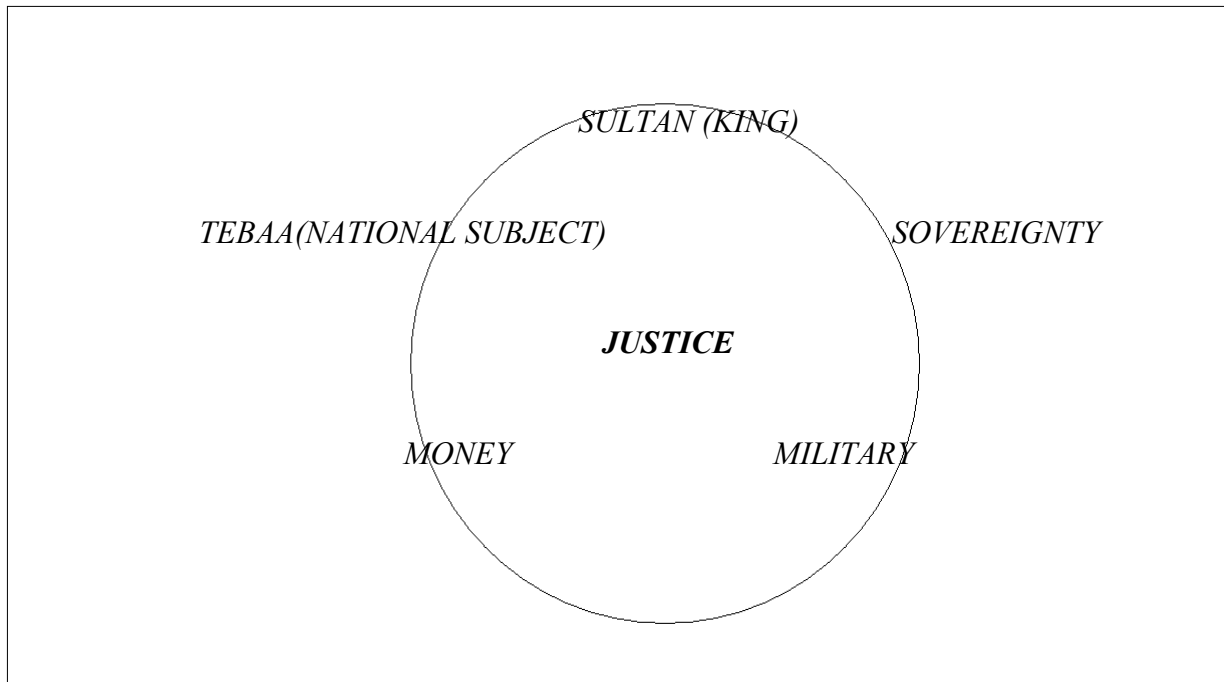 SULTAN (KING)
TEBAA(NATIONAL SUBJECT) SOVEREIGNTY
JUSTICE
MONEY MILITARY